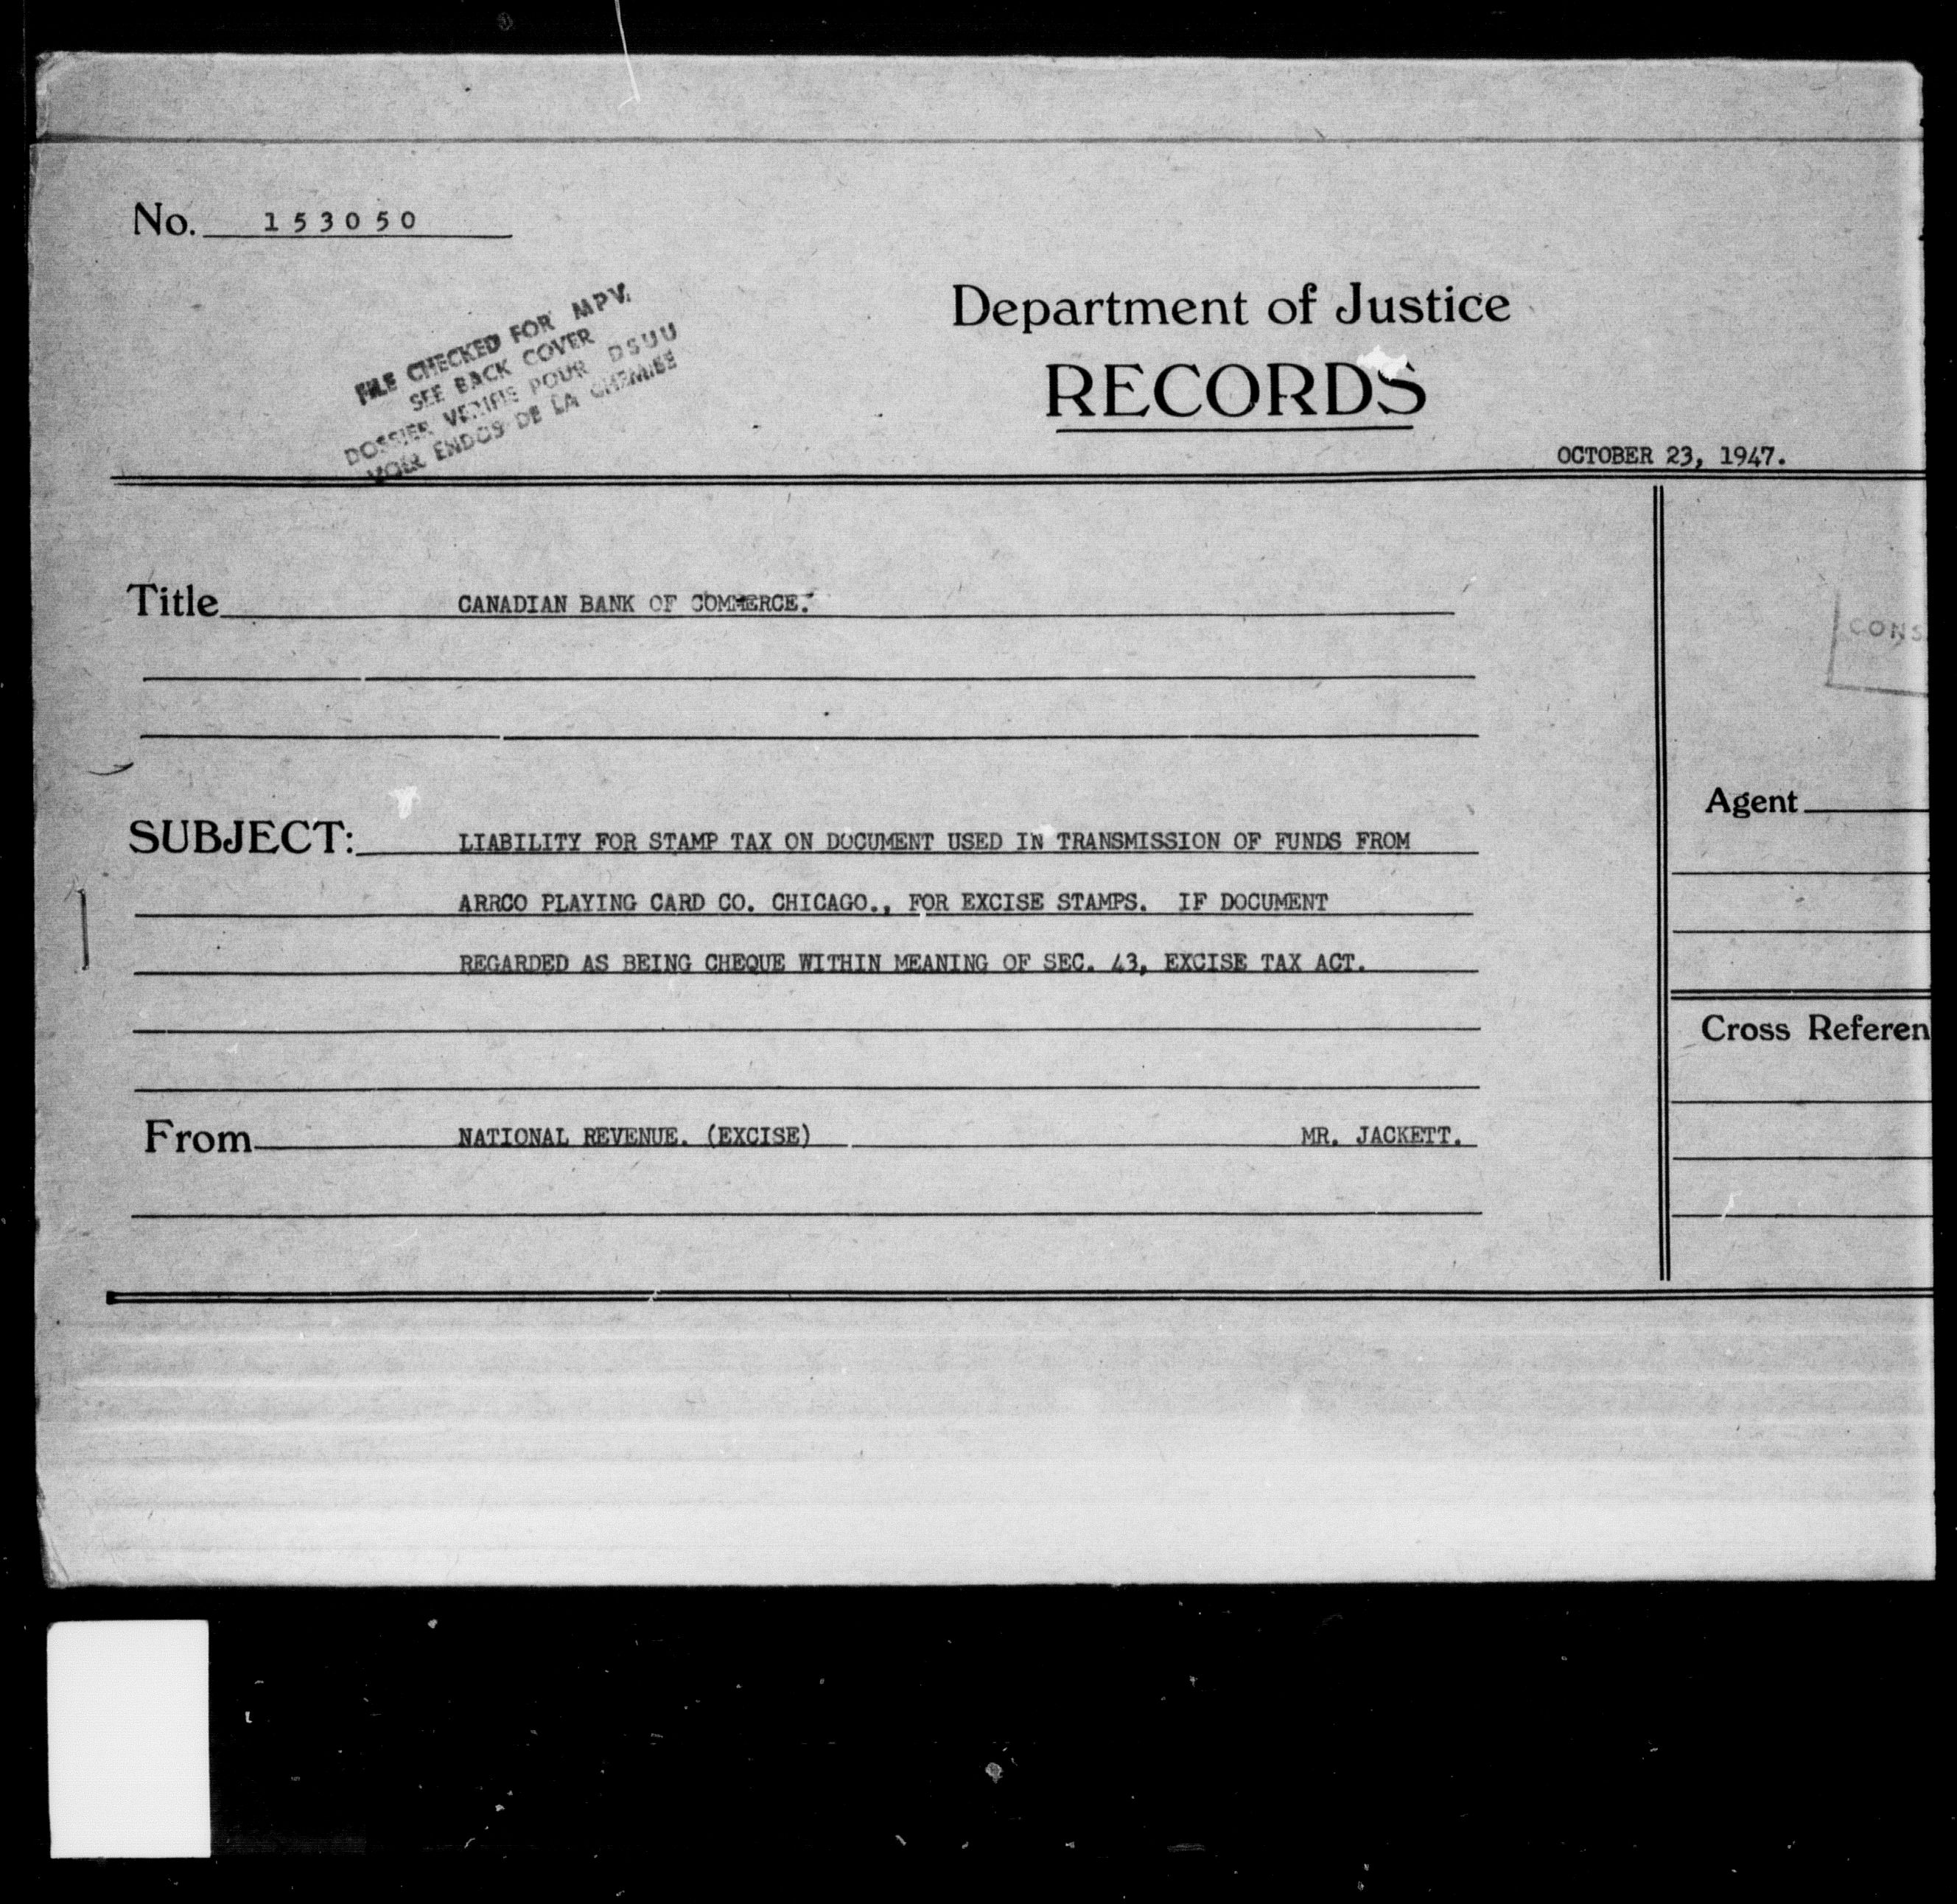 No. 153050
FILE CHECKED FOR MPV.
SEE BACK COVER
DOSSIER VERIFIE POUR DSUU
VOIR ENDOS DE LA CHEMISE
Department of Justice
RECORDS
OCTOBER 23, 1947.
Title CANADIAN BANK OF COMMERCE.
CONS
Agent
SUBJECT: LIABILITY FOR STAMP TAX ON DOCUMENT USED IN TRANSMISSION OF FUNDS FROM
ARRCO PLAYING CARD CO. CHICAGO., FOR EXCISE STAMPS. IF DOCUMENT
REGARDED AS BEING CHEQUE WITHIN MEANING OF SEC. 43, EXCISE TAX ACT.
Cross Referen
From NATIONAL REVENUE. (EXCISE) MR. JACKETT.